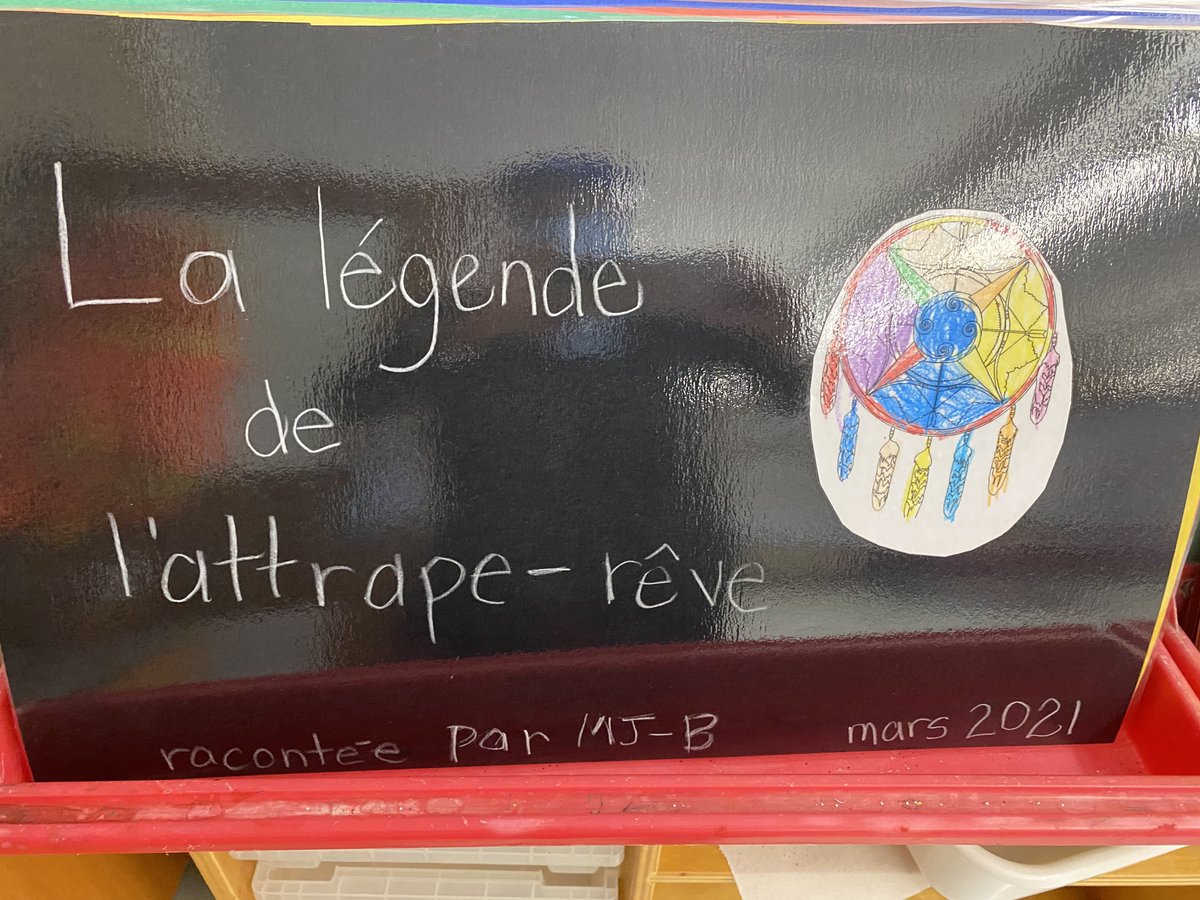 La légende
de
l'attrape-rêve
racontée par MJ-B mars 2021